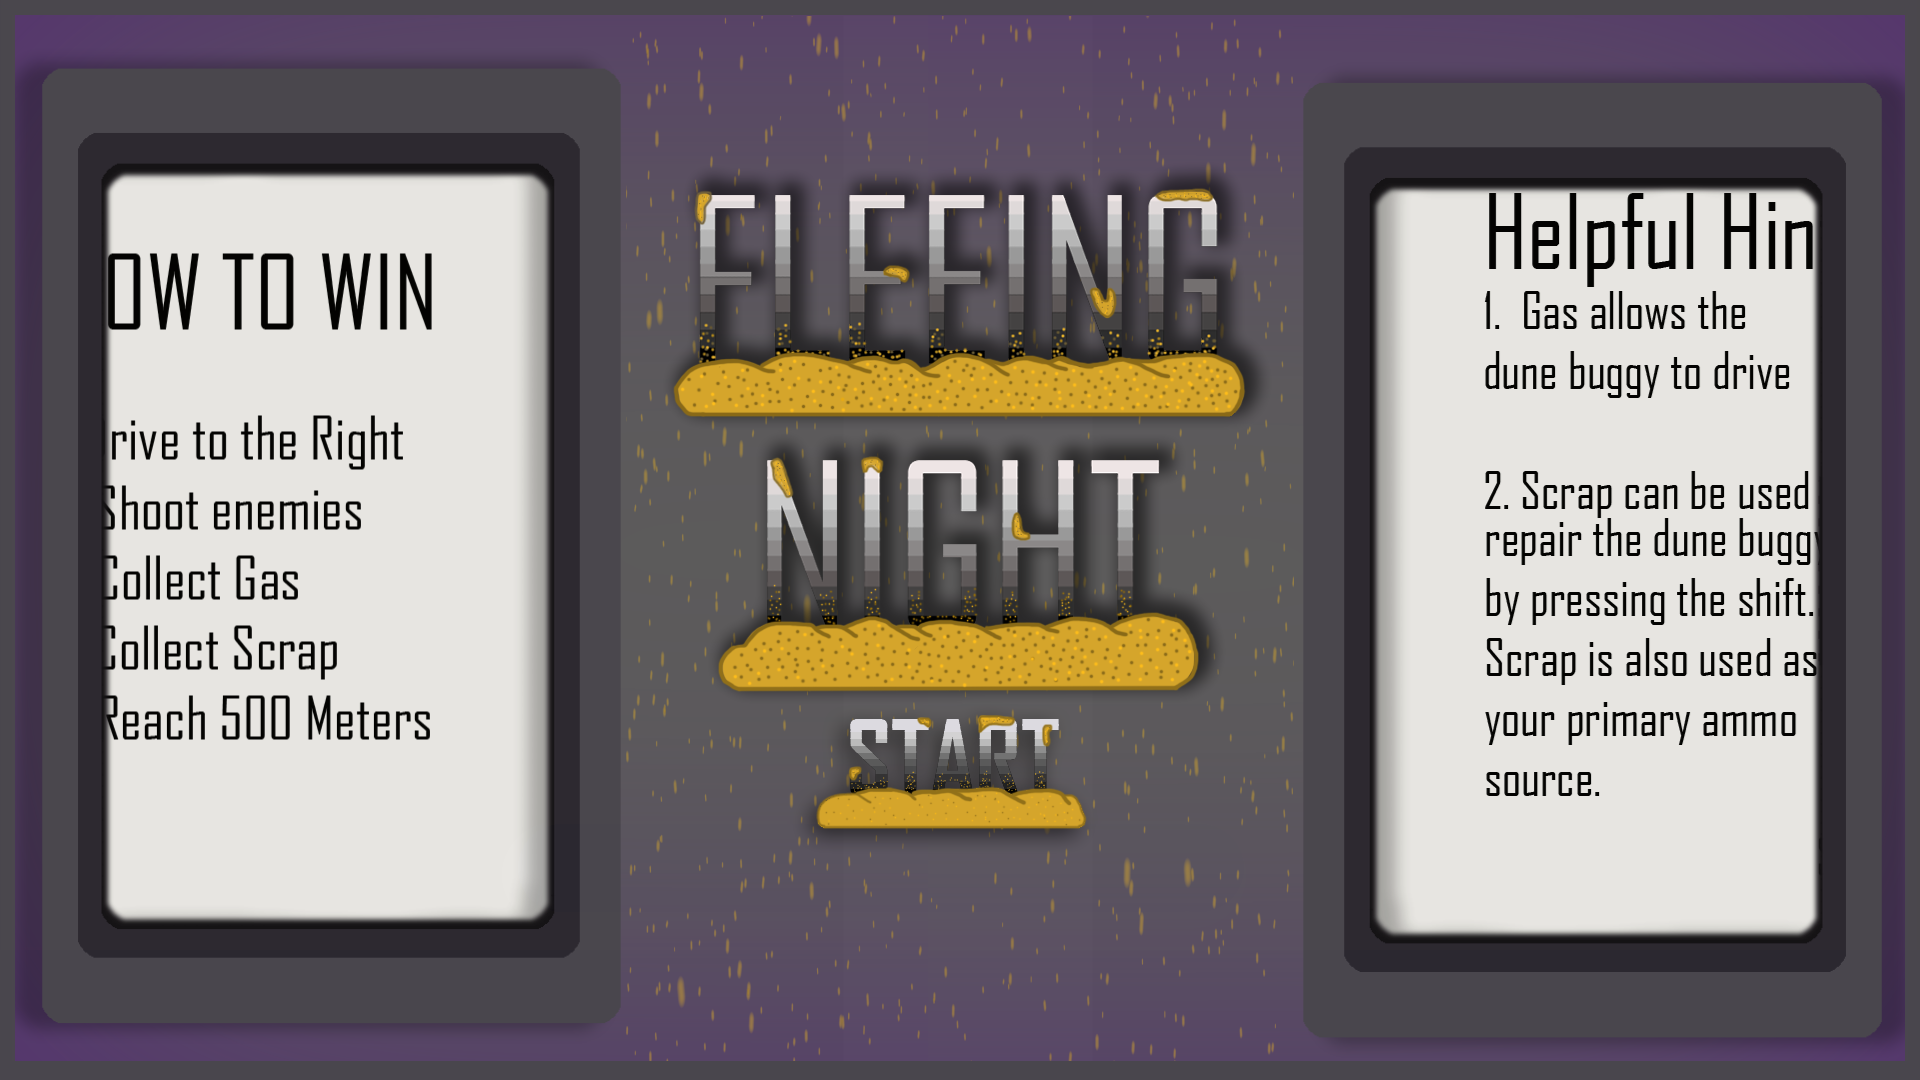 OW TO WIN
rive to the Right
Shoot enemies
Collect Gas
Collect Scrap
Reach 500 Meters
FLEEING
NIGHT
START
Helpful Hin
1. Gas allows the
dune buggy to drive
2. Scrap can be used
repair the dune buggy
by pressing the shift.
Scrap is also used as
your primary ammo
source.